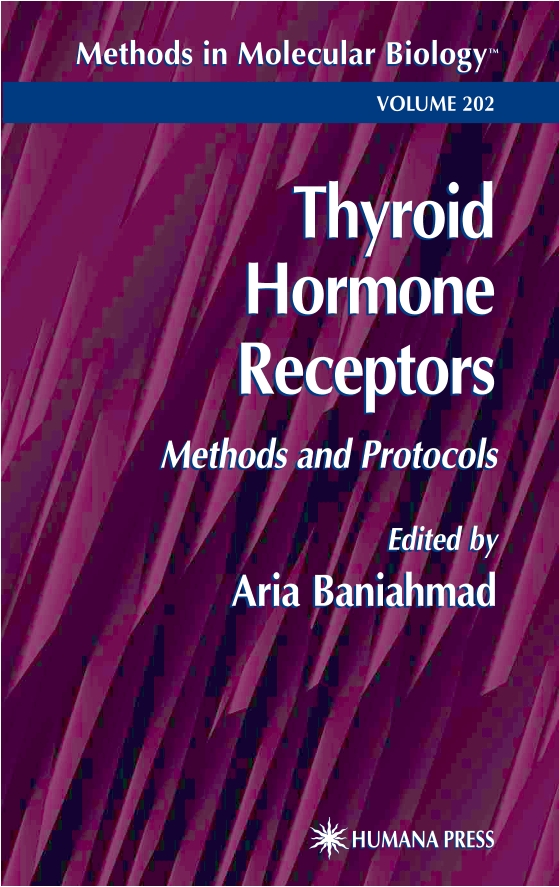 Methods in Molecular Biology™
VOLUME 202
Thyroid
Hormone
Receptors
Methods and Protocols
Edited by
Aria Baniahmad
HUMANA PRESS